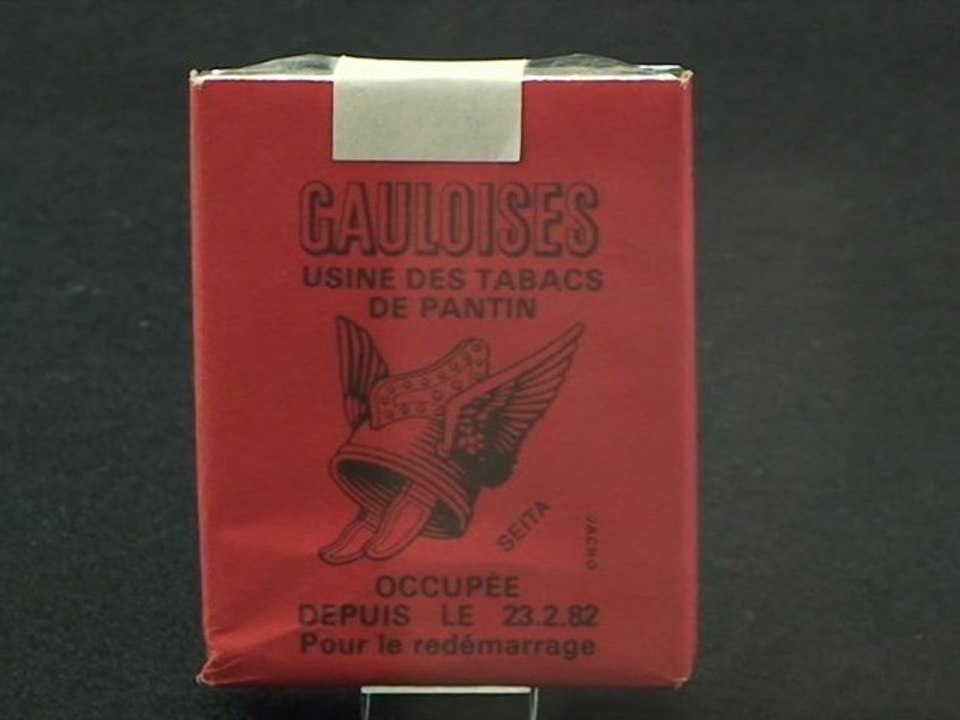 GAULOISES
USINE DES TABACS
DE PANTIN
SEITA
JACNO
OCCUPÉE
DEPUIS LE 23.2.82
Pour le redémarrage